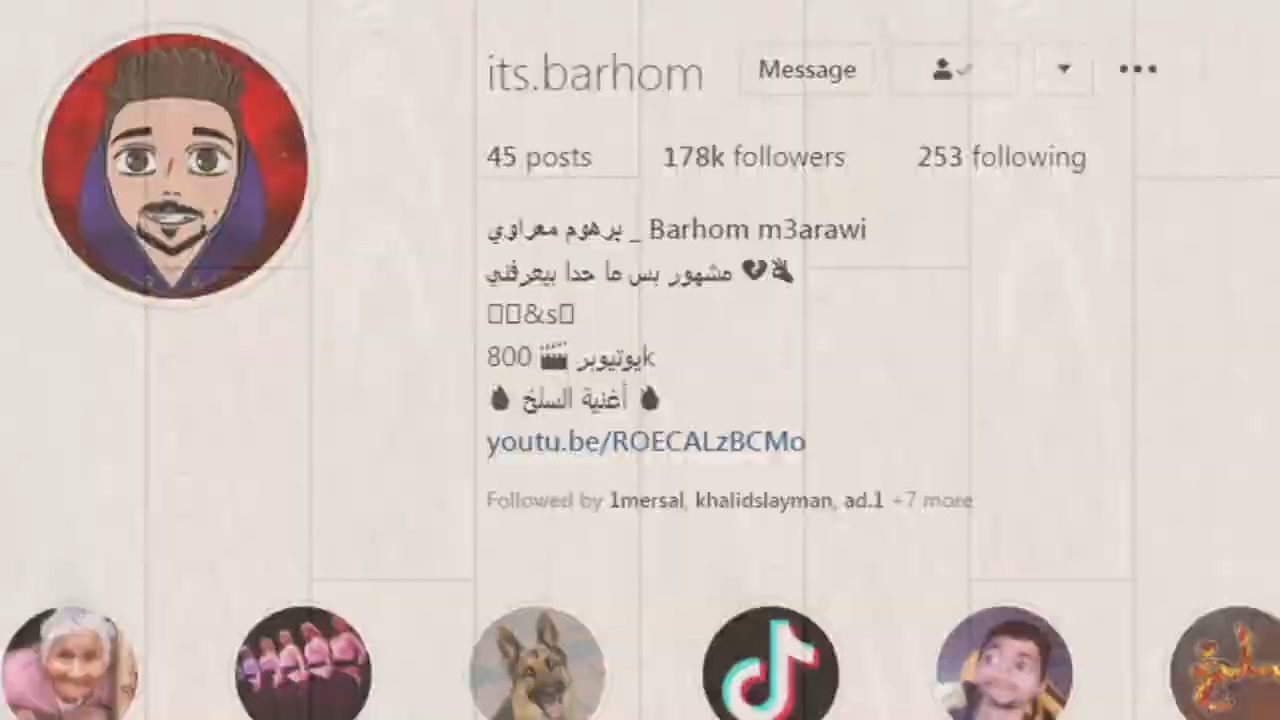 its.barhom Message
45 posts 178k followers 253 following
برهوم معراوي _ Barhom m3arawi
مشهور بس ما حدا بيعرفني
&s
800 يوتيوبر k
أغنية السلخ
youtu.be/ROECALzBCMo
Followed by 1mersal, khalidslayman, ad.1 +7 more